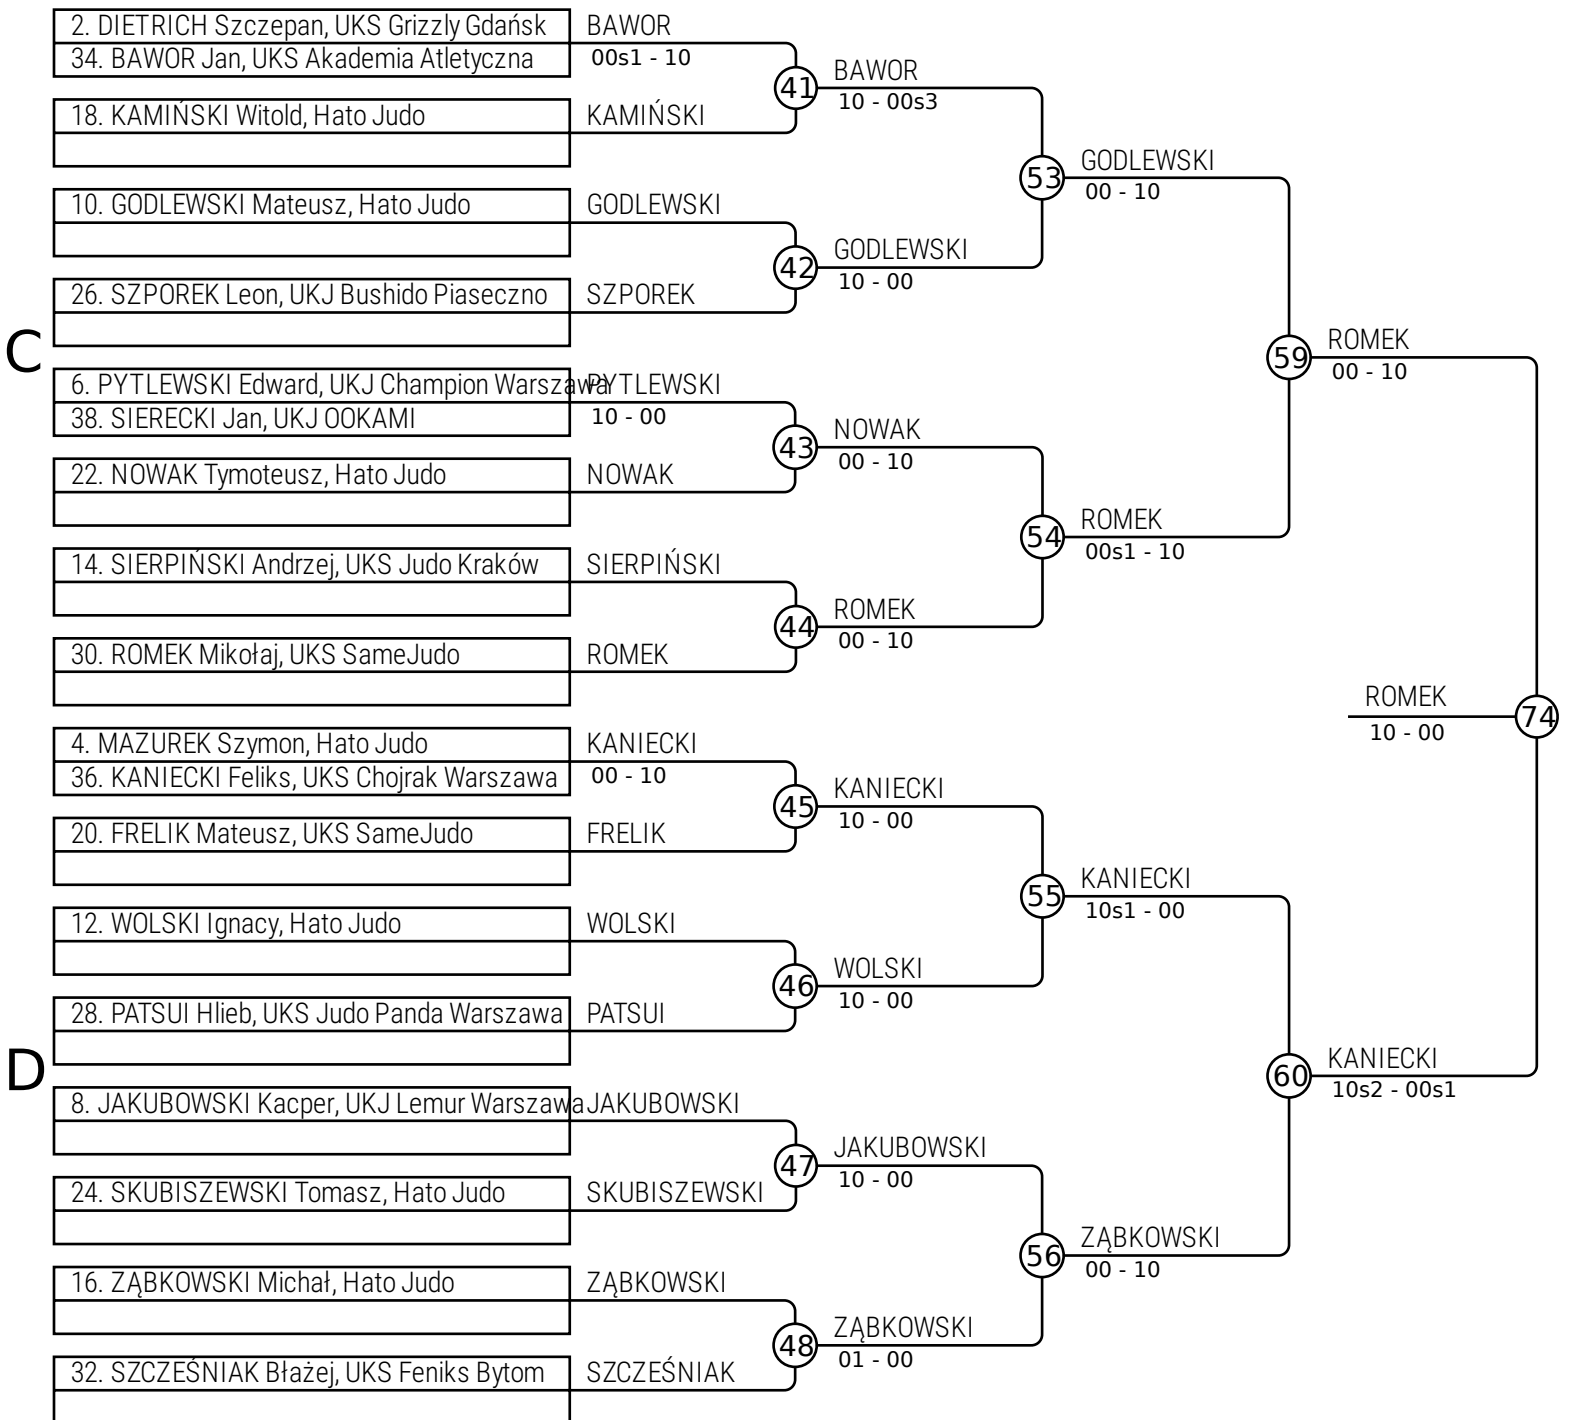 2. DIETRICH Szczepan, UKS Grizzly Gdańsk
34. BAWOR Jan, UKS Akademia Atletyczna
BAWOR
00s1 - 10
18. KAMIŃSKI Witold, Hato Judo
KAMIŃSKI
41
BAWOR
10 - 00s3
10. GODLEWSKI Mateusz, Hato Judo
GODLEWSKI
26. SZPOREK Leon, UKJ Bushido Piaseczno
SZPOREK
42
GODLEWSKI
10 - 00
53
GODLEWSKI
00 - 10
C
6. PYTLEWSKI Edward, UKJ Champion Warszawa
38. SIERECKI Jan, UKJ OOKAMI
PYTLEWSKI
10 - 00
22. NOWAK Tymoteusz, Hato Judo
NOWAK
43
NOWAK
00 - 10
14. SIERPIŃSKI Andrzej, UKS Judo Kraków
SIERPIŃSKI
30. ROMEK Mikołaj, UKS SameJudo
ROMEK
44
ROMEK
00 - 10
54
ROMEK
00s1 - 10
59
ROMEK
00 - 10
4. MAZUREK Szymon, Hato Judo
36. KANIECKI Feliks, UKS Chojrak Warszawa
KANIECKI
00 - 10
20. FRELIK Mateusz, UKS SameJudo
FRELIK
45
KANIECKI
10 - 00
12. WOLSKI Ignacy, Hato Judo
WOLSKI
28. PATSUI Hlieb, UKS Judo Panda Warszawa
PATSUI
46
WOLSKI
10 - 00
55
KANIECKI
10s1 - 00
D
8. JAKUBOWSKI Kacper, UKJ Lemur Warszawa
JAKUBOWSKI
24. SKUBISZEWSKI Tomasz, Hato Judo
SKUBISZEWSKI
47
JAKUBOWSKI
10 - 00
16. ZĄBKOWSKI Michał, Hato Judo
ZĄBKOWSKI
32. SZCZEŚNIAK Błażej, UKS Feniks Bytom
SZCZEŚNIAK
48
ZĄBKOWSKI
01 - 00
56
ZĄBKOWSKI
00 - 10
60
KANIECKI
10s2 - 00s1
ROMEK
10 - 00
74